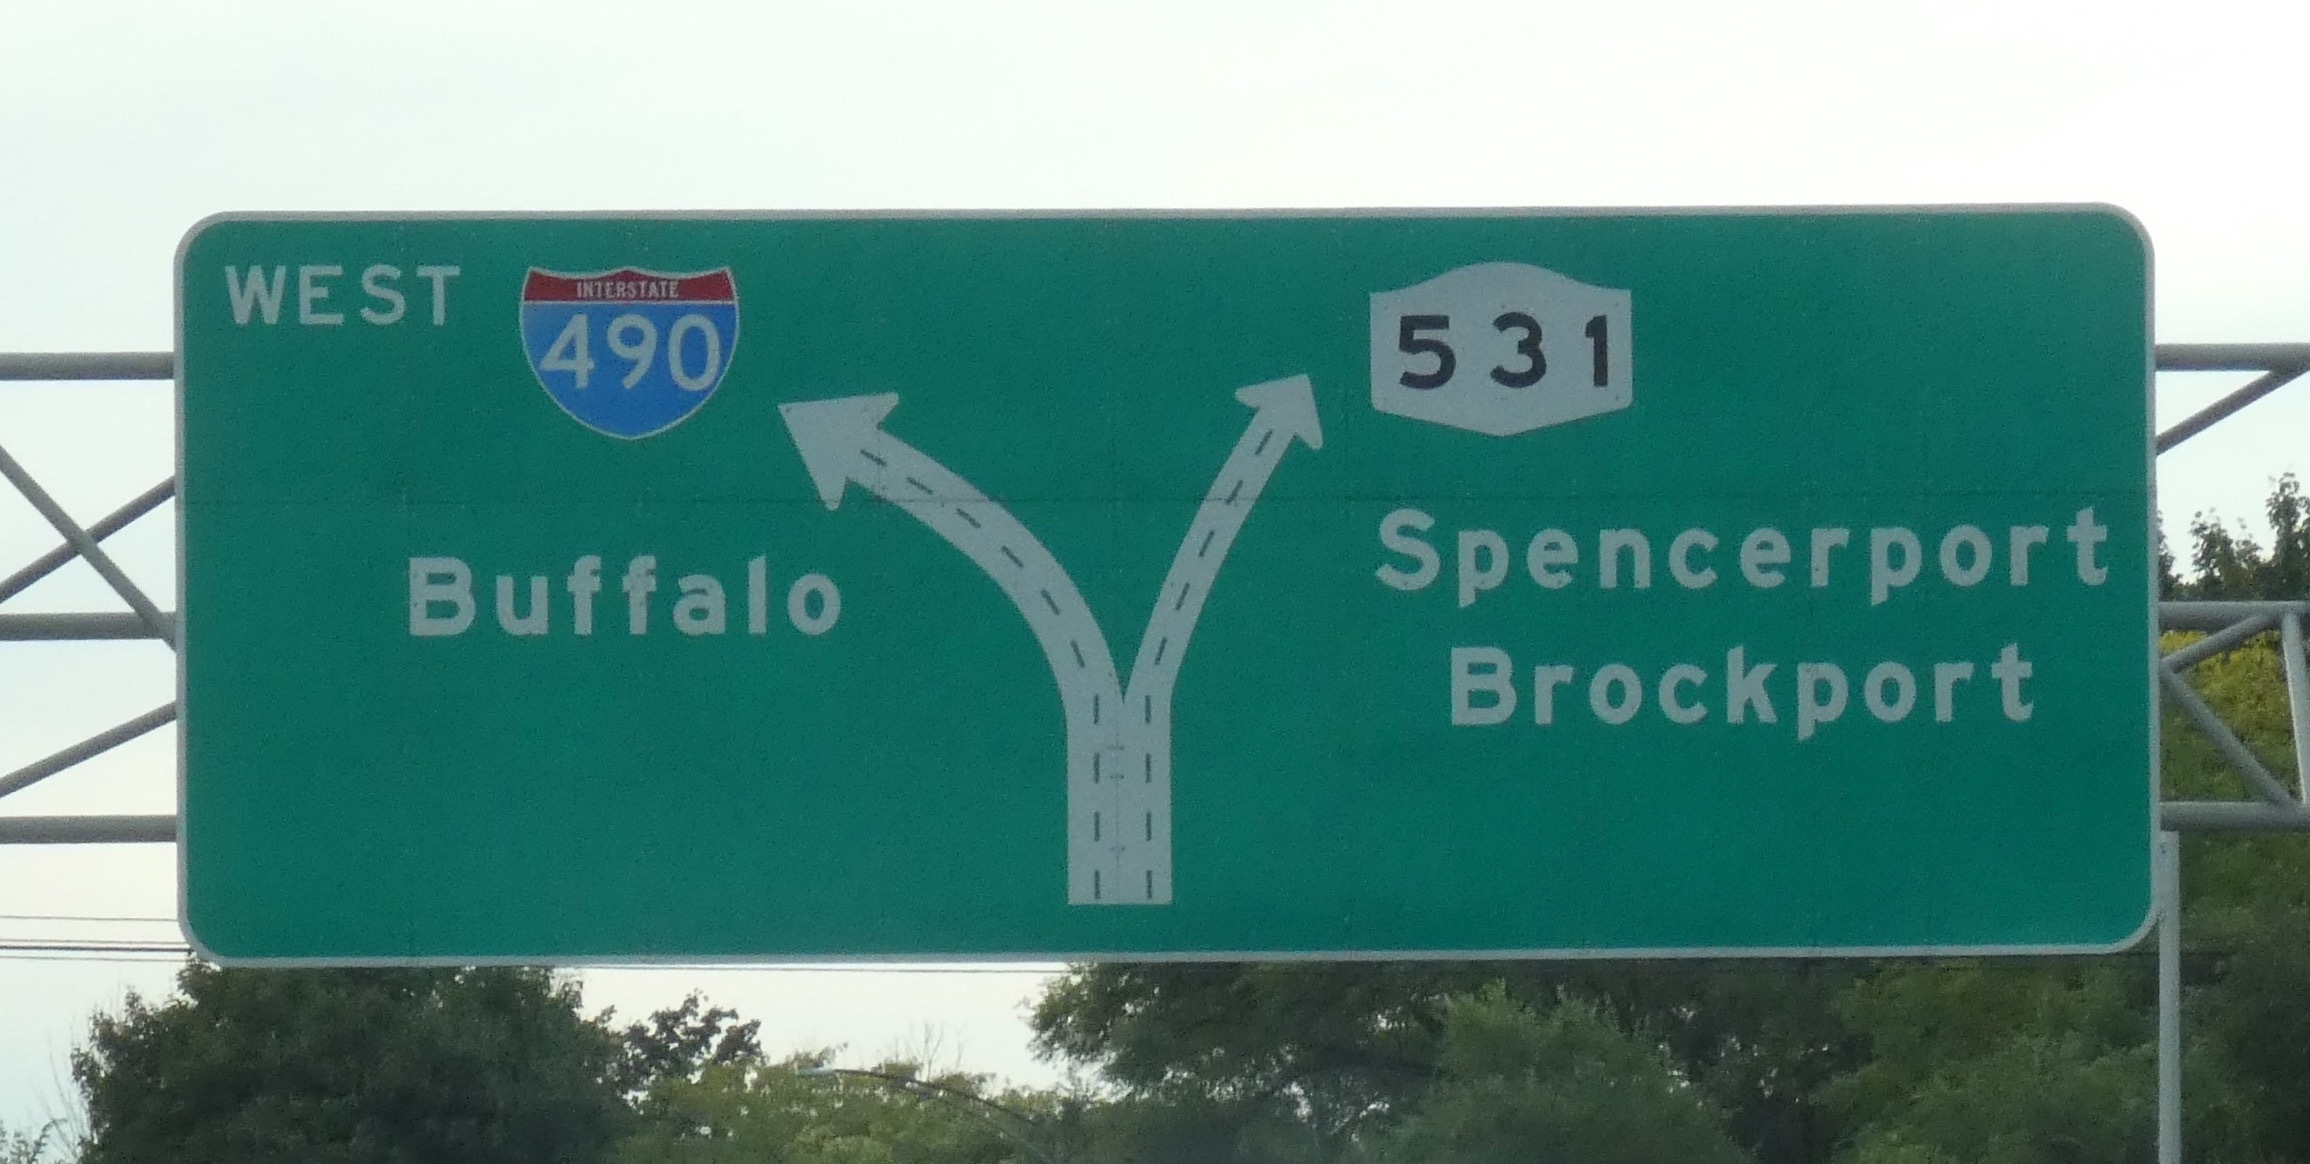 WEST
INTERSTATE
490
531
Buffalo
Spencerport
Brockport